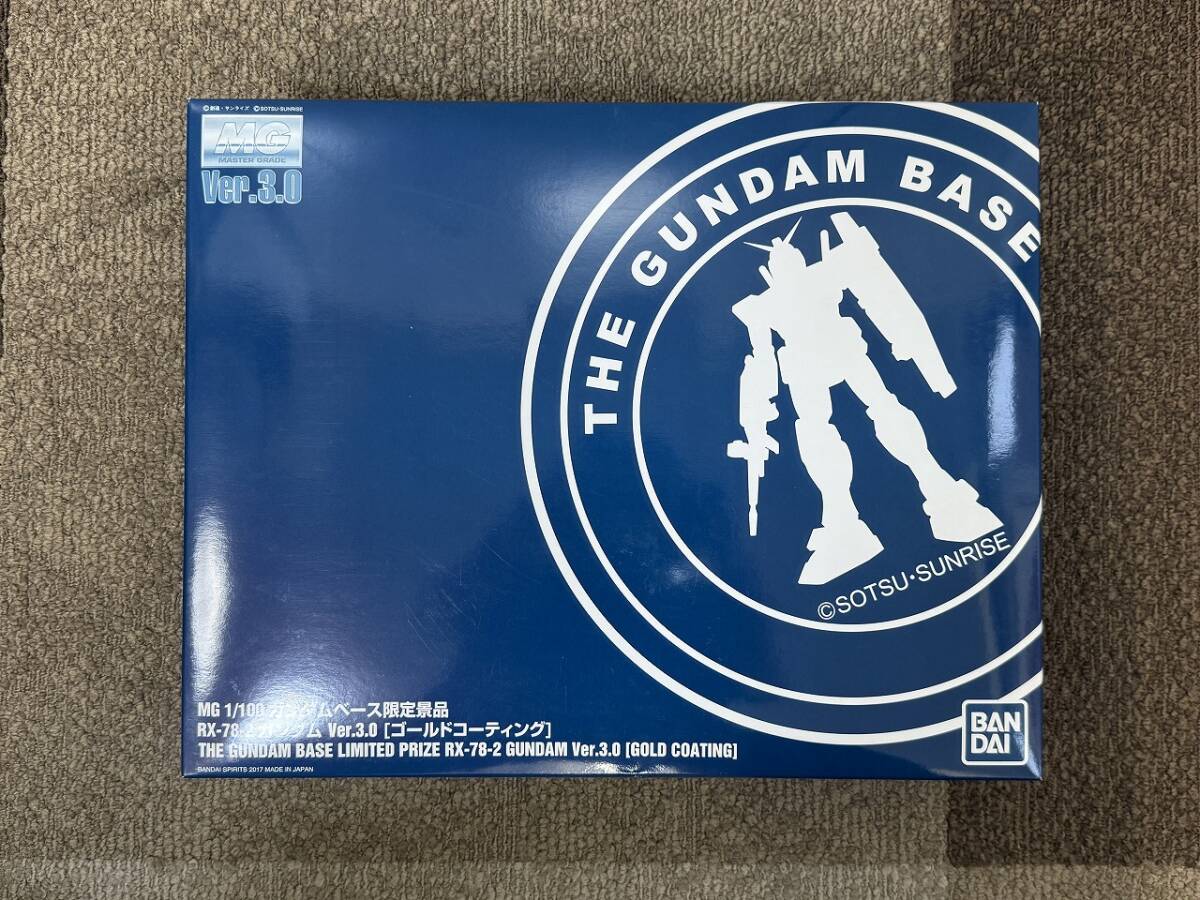 ©創通・サンライズ ©SOTSU・SUNRISE
MG
MASTER GRADE
Ver.3.0
THE GUNDAM BASE
©SOTSU・SUNRISE
MG 1/100 ガンダムベース限定景品
RX-78-2 ガンダム Ver.3.0 [ゴールドコーティング]
THE GUNDAM BASE LIMITED PRIZE RX-78-2 GUNDAM Ver.3.0 [GOLD COATING]
BANDAI SPIRITS 2017 MADE IN JAPAN
BAN
DAI